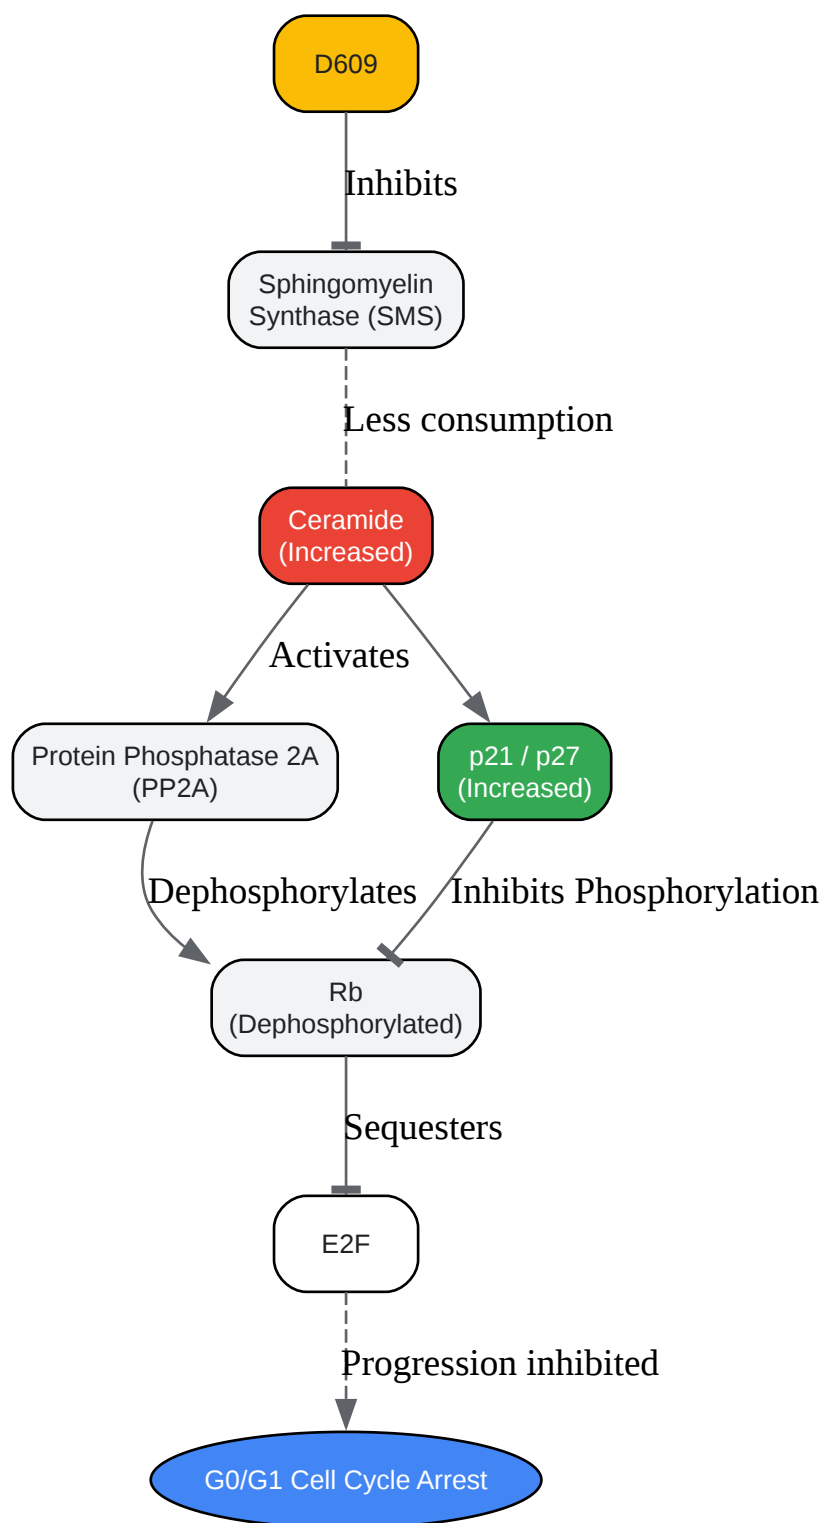 D609
Inhibits
Sphingomyelin
Synthase (SMS)
Less consumption
Ceramide
(Increased)
Activates
Protein Phosphatase 2A
(PP2A)
p21 / p27
(Increased)
Dephosphorylates
Inhibits Phosphorylation
Rb
(Dephosphorylated)
Sequesters
E2F
Progression inhibited
G0/G1 Cell Cycle Arrest